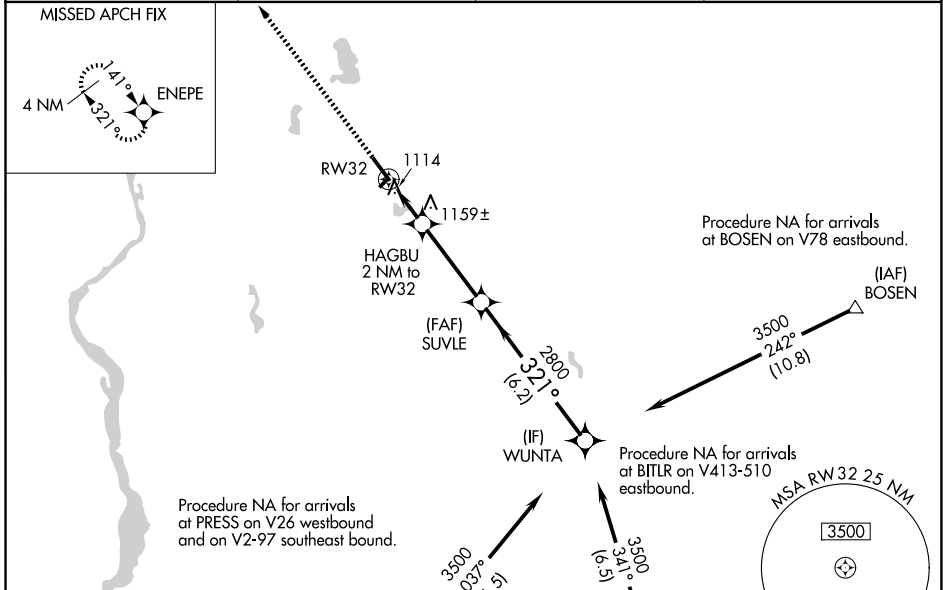 MISSED APCH FIX
141°
ENEPE
4 NM
321°
RW32
1114
1159±
HAGBU
2 NM to
RW32
Procedure NA for arrivals
at BOSEN on V78 eastbound.
(IAF)
BOSEN
3500
242°
(10.8)
(FAF)
SUVLE
2800
321°
(6.2)
(IF)
WUNTA
Procedure NA for arrivals
at BITLR on V413-510
eastbound.
Procedure NA for arrivals
at PRESS on V26 westbound
and on V2-97 southeast bound.
3500
037°
3500
341°
(6.5)
MSA RW32 25 NM
3500